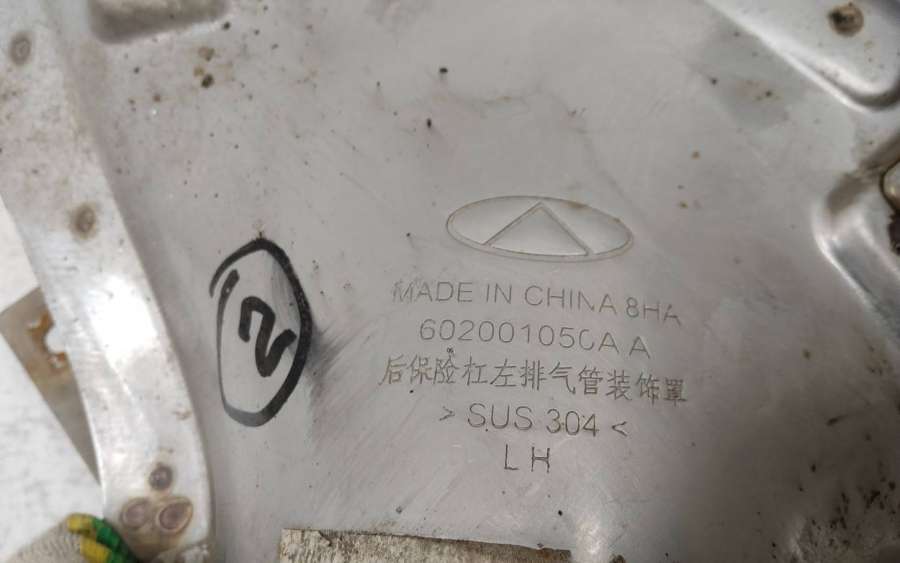 MADE IN CHINA 8HA
602001050AA
后保险杠左排气管装饰罩
> SUS 304 <
LH
2